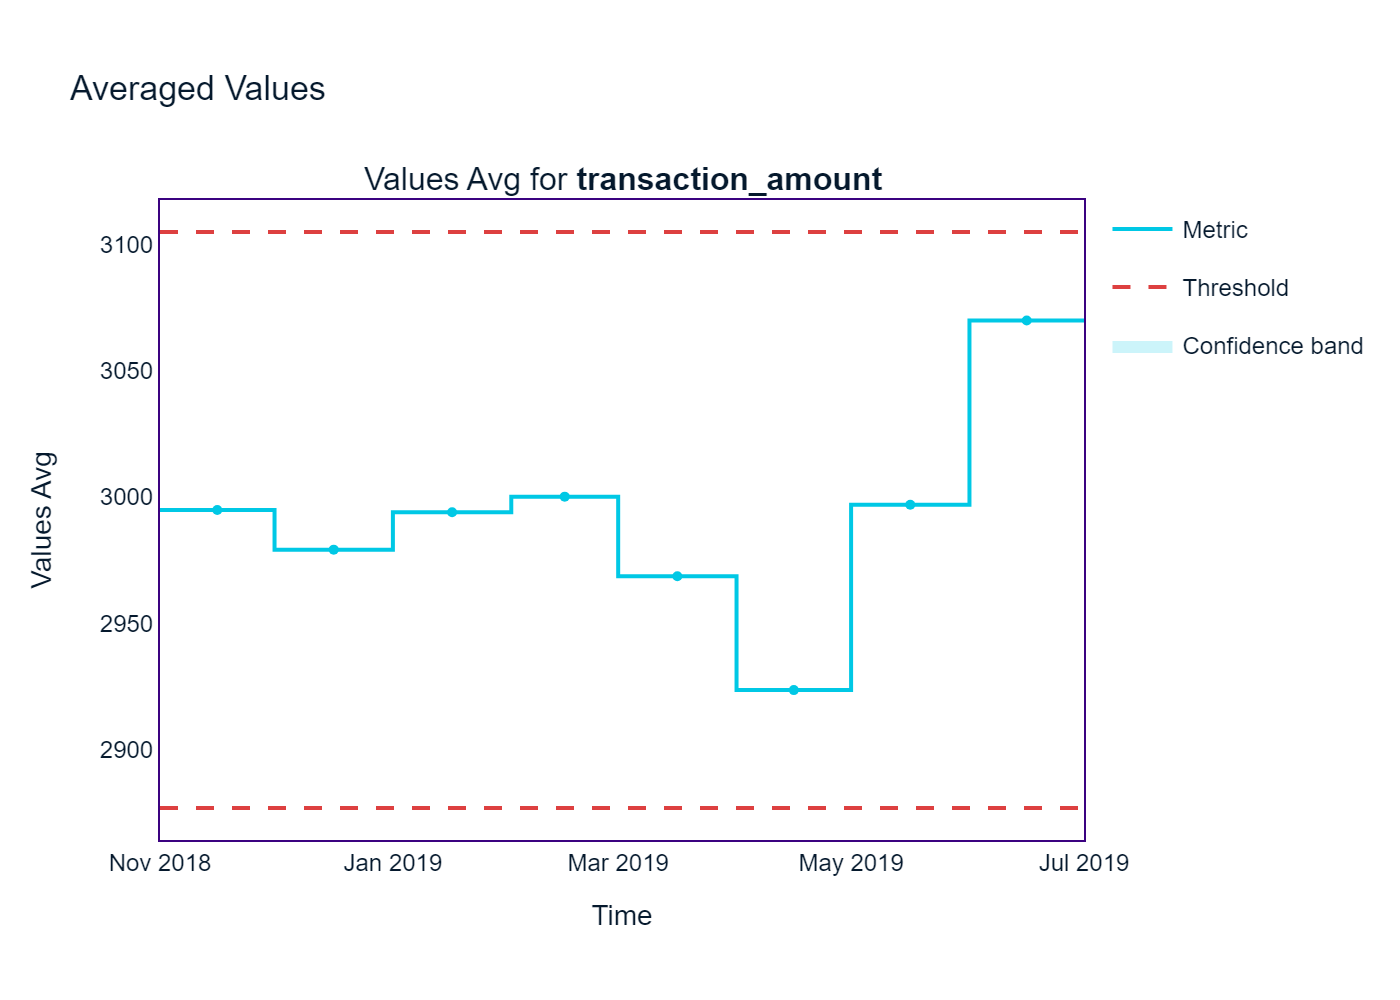 Averaged Values
Values Avg for transaction_amount
3100
3050
3000
2950
2900
Values Avg
Nov 2018
Jan 2019
Mar 2019
May 2019
Jul 2019
Time
Metric
Threshold
Confidence band